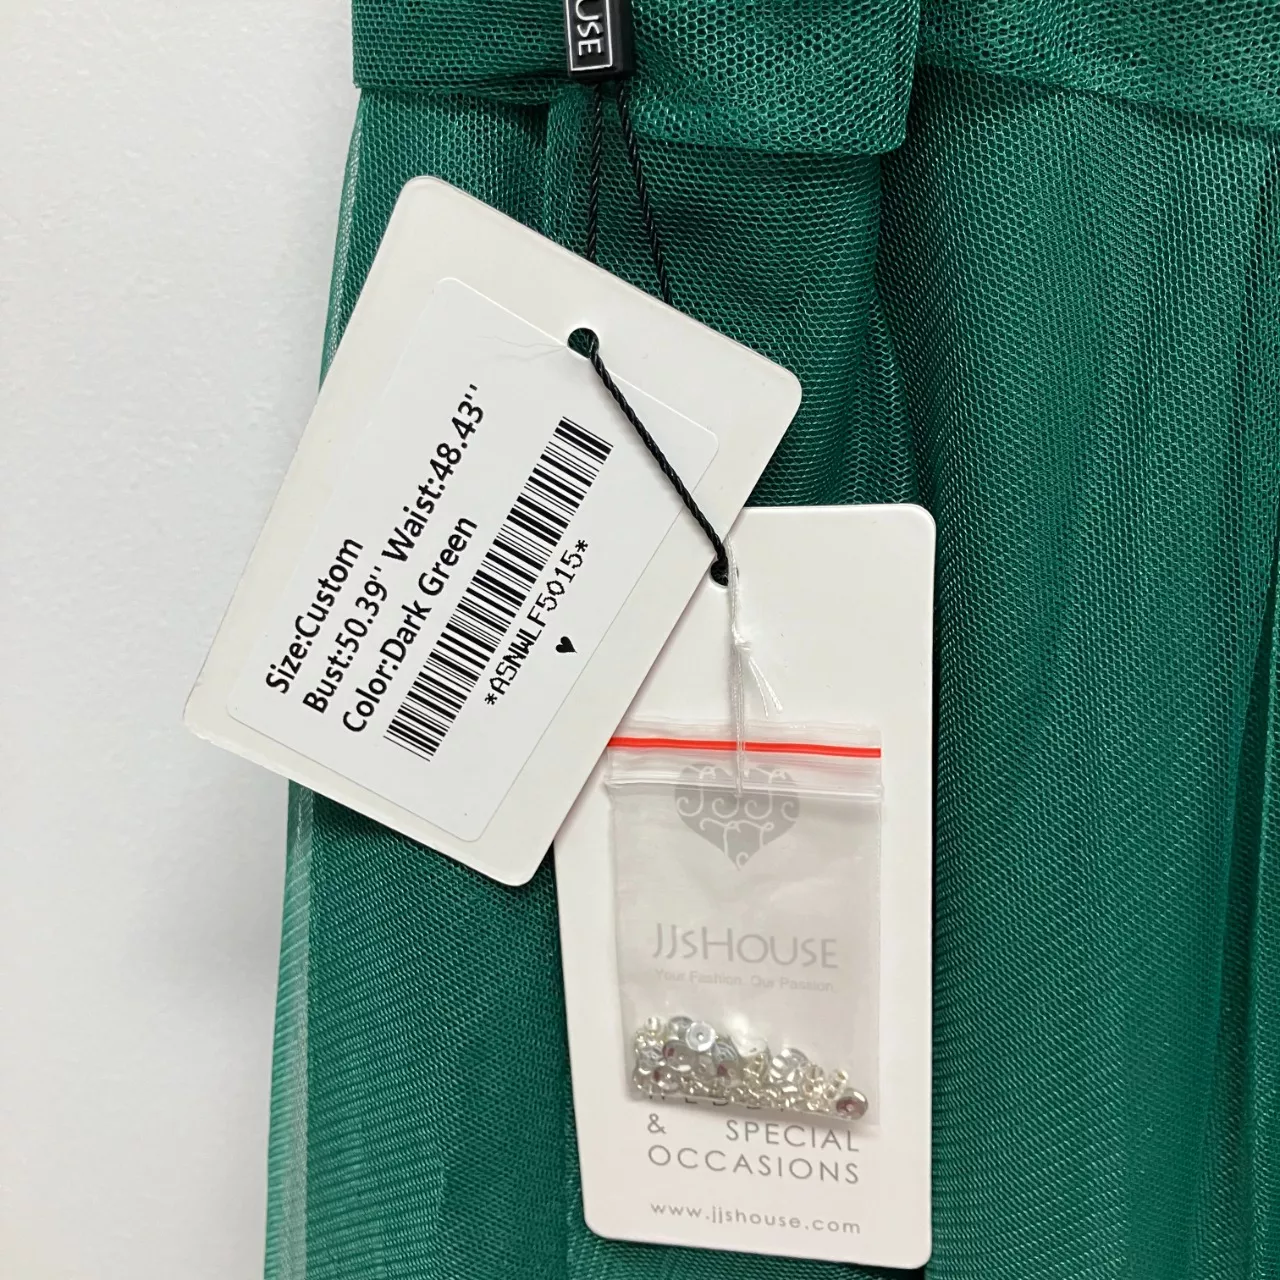 USE
Size:Custom
Bust:50.39'' Waist:48.43''
Color:Dark Green
*ASNWLF5015*
JJsHOUSE
Your Fashion. Our Passion.
& SPECIAL
OCCASIONS
www.jjshouse.com